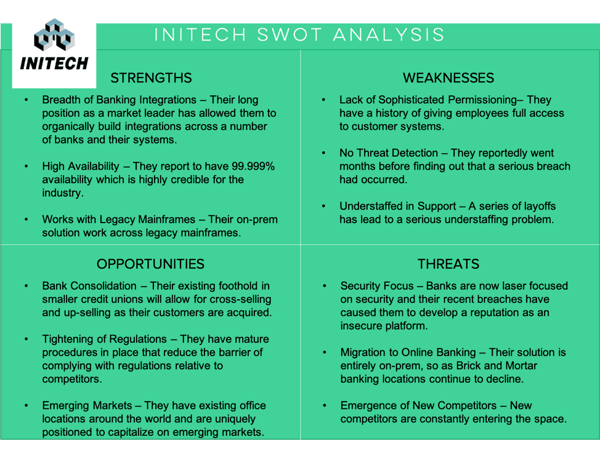 INITECH SWOT ANALYSIS
INITECH
STRENGTHS
• Breadth of Banking Integrations – Their long
position as a market leader has allowed them to
organically build integrations across a number
of banks and their systems.
• High Availability – They report to have 99.999%
availability which is highly credible for the
industry.
• Works with Legacy Mainframes – Their on-prem
solution work across legacy mainframes.
WEAKNESSES
• Lack of Sophisticated Permissioning– They
have a history of giving employees full access
to customer systems.
• No Threat Detection – They reportedly went
months before finding out that a serious breach
had occurred.
• Understaffed in Support – A series of layoffs
has lead to a serious understaffing problem.
OPPORTUNITIES
• Bank Consolidation – Their existing foothold in
smaller credit unions will allow for cross-selling
and up-selling as their customers are acquired.
• Tightening of Regulations – They have mature
procedures in place that reduce the barrier of
complying with regulations relative to
competitors.
• Emerging Markets – They have existing office
locations around the world and are uniquely
positioned to capitalize on emerging markets.
THREATS
• Security Focus – Banks are now laser focused
on security and their recent breaches have
caused them to develop a reputation as an
insecure platform.
• Migration to Online Banking – Their solution is
entirely on-prem, so as Brick and Mortar
banking locations continue to decline.
• Emergence of New Competitors – New
competitors are constantly entering the space.